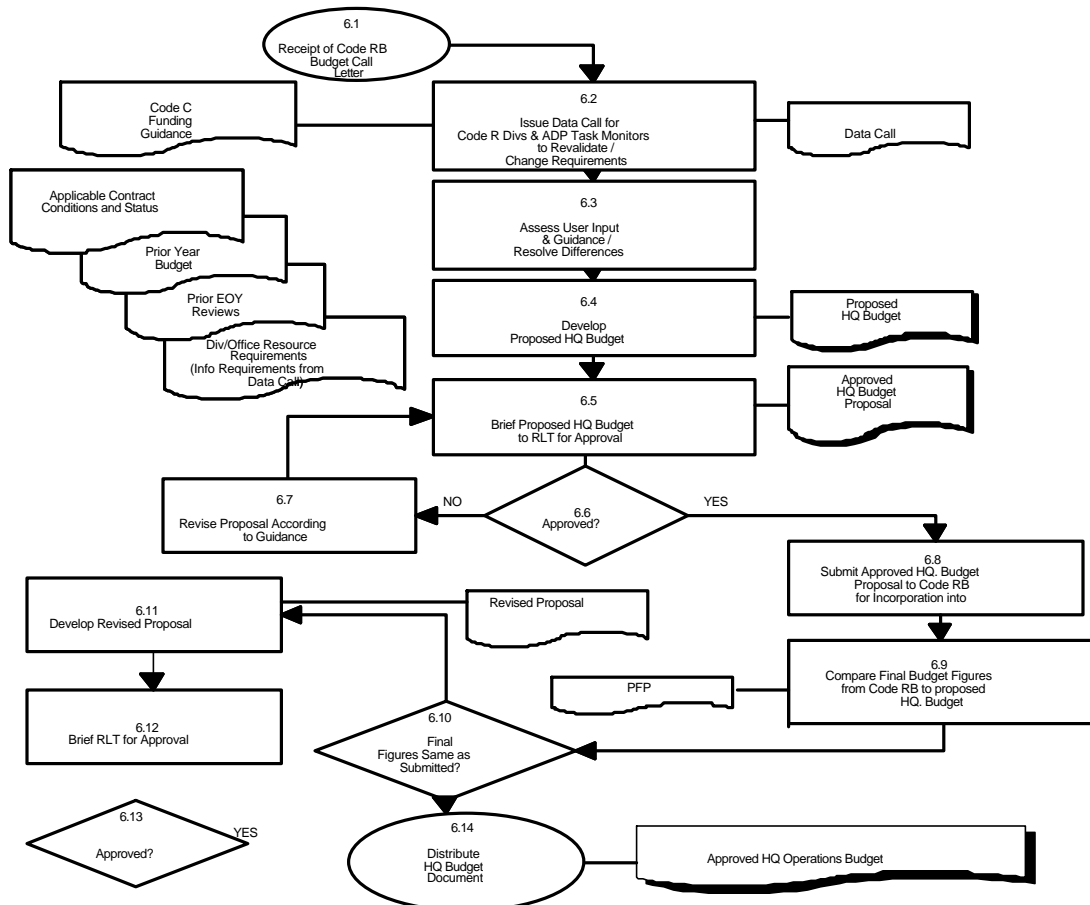 6.1
Receipt of Code RB
Budget Call
Letter
Code C
Funding
Guidance
6.2
Issue Data Call for
Code R Divs & ADP Task Monitors
to Revalidate /
Change Requirements
Data Call
Applicable Contract
Conditions and Status
Prior Year
Budget
Prior EOY
Reviews
Div/Office Resource
Requirements
(Info Requirements from
Data Call)
6.3
Assess User Input
& Guidance /
Resolve Differences
6.4
Develop
Proposed HQ Budget
Proposed
HQ Budget
6.5
Brief Proposed HQ Budget
to RLT for Approval
Approved
HQ Budget
Proposal
6.6
Approved?
NO
YES
6.7
Revise Proposal According
to Guidance
6.8
Submit Approved HQ. Budget
Proposal to Code RB
for Incorporation into
6.9
Compare Final Budget Figures
from Code RB to proposed
HQ. Budget
PFP
6.10
Final
Figures Same as
Submitted?
Revised Proposal
6.11
Develop Revised Proposal
6.12
Brief RLT for Approval
6.13
Approved?
YES
6.14
Distribute
HQ Budget
Document
Approved HQ Operations Budget